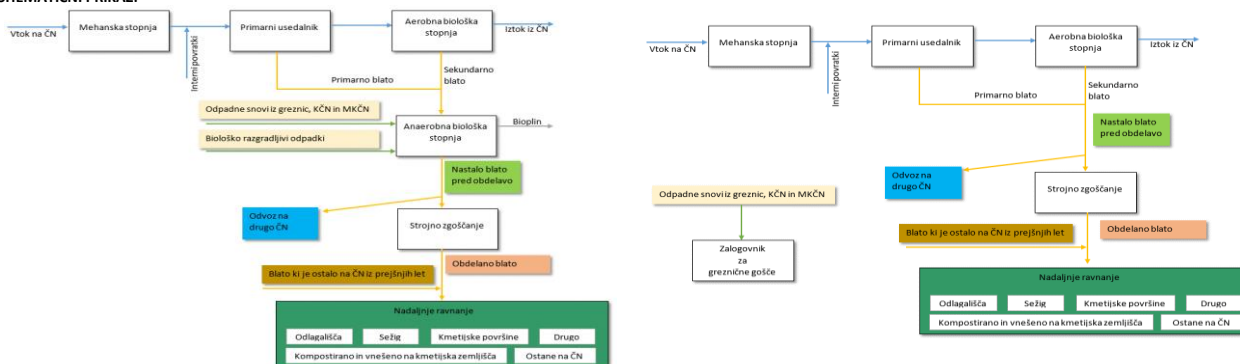 Vtok na ČN
Mehanska stopnja
Interni povratki
Primarni usedalnik
Aerobna biološka
stopnja
Iztok iz ČN
Primarno blato
Sekundarno
blato
Odpadne snovi iz greznic, KČN in MKČN
Biološko razgradljivi odpadki
Anaerobna biološka
stopnja
Bioplin
Nastalo blato
pred obdelavo
Odvoz na
drugo ČN
Strojno zgoščanje
Blato ki je ostalo na ČN iz prejšnjih let
Obdelano blato
Nadaljnje ravnanje
Odlagališča
Sežig
Kmetijske površine
Drugo
Kompostirano in vnešeno na kmetijska zemljišča
Ostane na ČN
Vtok na ČN
Mehanska stopnja
Interni povratki
Primarni usedalnik
Aerobna biološka
stopnja
Iztok iz ČN
Primarno blato
Sekundarno
blato
Nastalo blato
pred obdelavo
Odvoz na
drugo ČN
Strojno zgoščanje
Odpadne snovi iz greznic, KČN in MKČN
Zalogovnik
za
greznične gošče
Blato ki je ostalo na ČN iz prejšnjih let
Obdelano blato
Nadaljnje ravnanje
Odlagališča
Sežig
Kmetijske površine
Drugo
Kompostirano in vnešeno na kmetijska zemljišča
Ostane na ČN